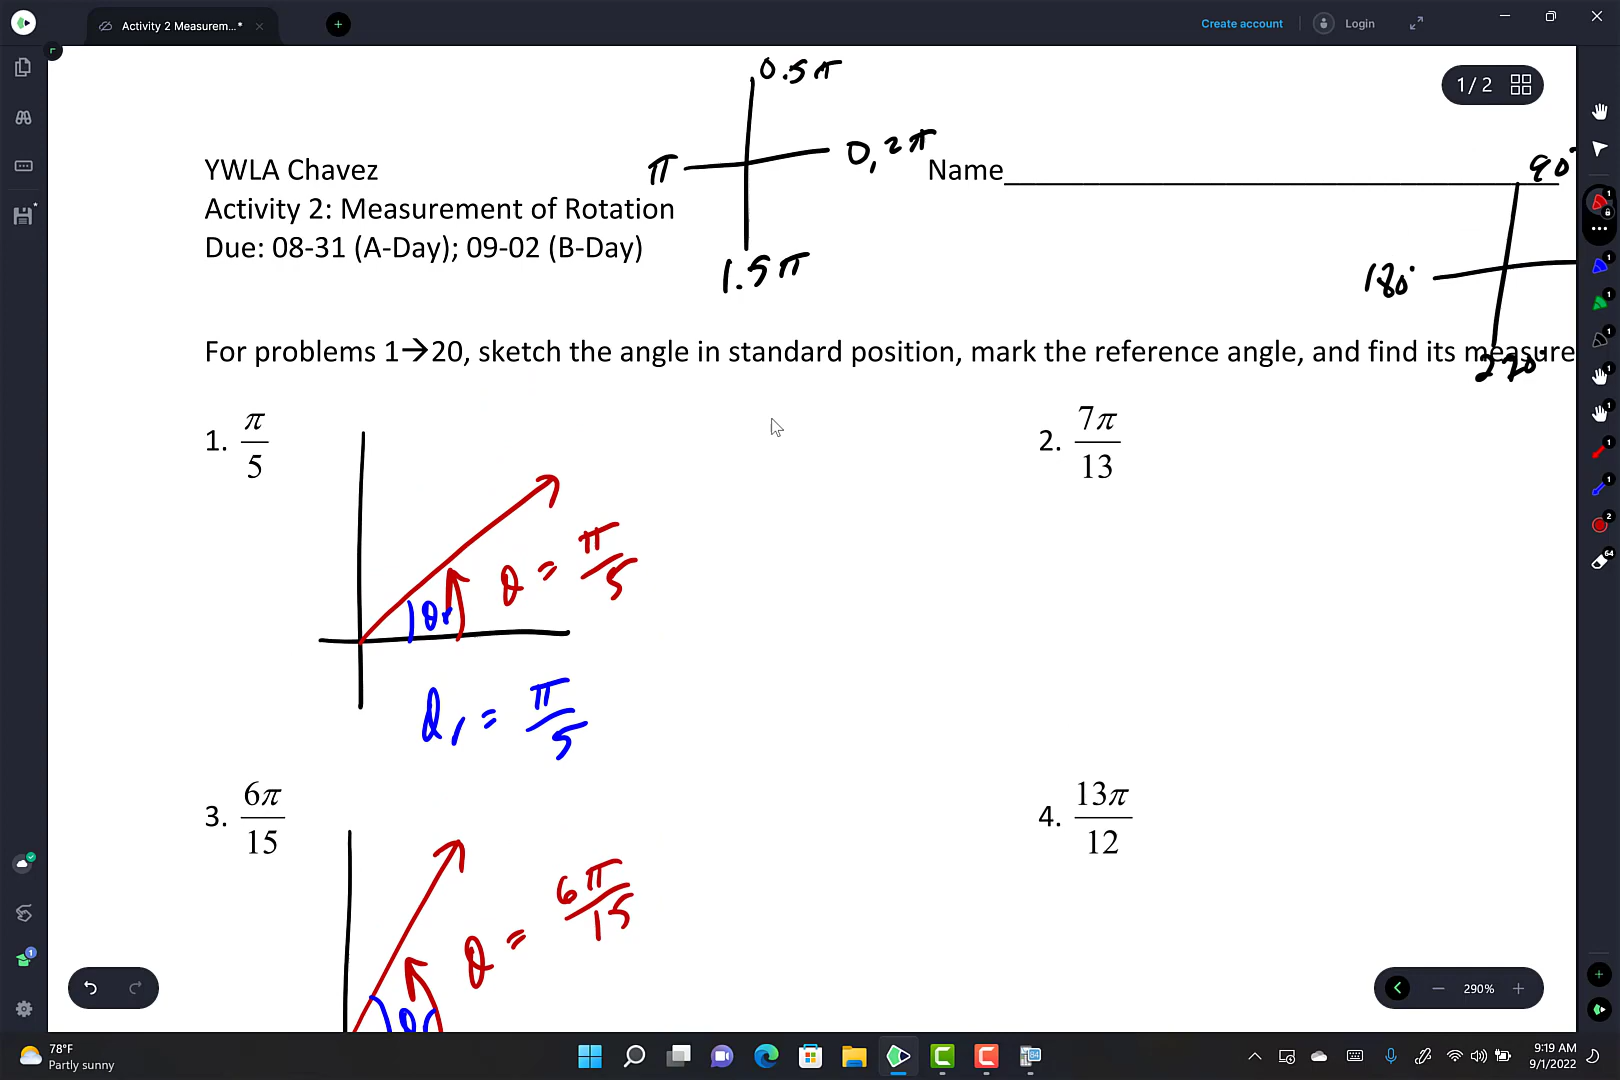 Activity 2 Measurem...*
Create account
Login
0.5π
1 / 2
YWLA Chavez
π
0, 2π
Name
90°
Activity 2: Measurement of Rotation
Due: 08-31 (A-Day); 09-02 (B-Day)
1.5π
180°
For problems 1→20, sketch the angle in standard position, mark the reference angle, and find its measure
270°
1. π/5
2. 7π/13
θ = π/5
θr
θr = π/5
3. 6π/15
4. 13π/12
θ = 6π/15
θr
290%
78°F
Partly sunny
9:19 AM
9/1/2022